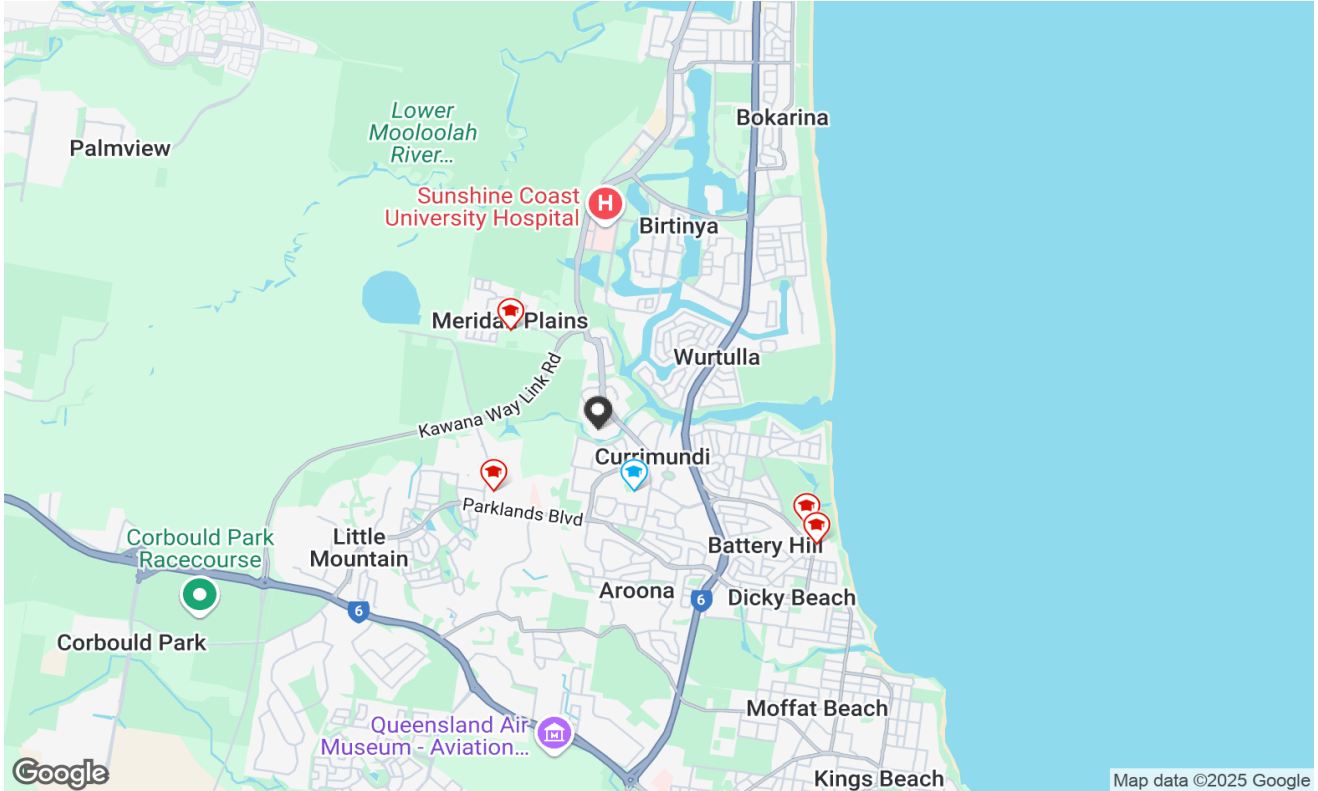 Lower
Mooloolah
River...
Bokarina
Palmview
Sunshine Coast
University Hospital
H
Birtinya
Meridan Plains
Wurtulla
Kawana Way Link Rd
Currimundi
Parklands Blvd
Corbould Park
Racecourse
Little
Mountain
Battery Hill
Aroona
6
Dicky Beach
6
Corbould Park
Moffat Beach
Queensland Air
Museum - Aviation...
M
Kings Beach
Google
Map data ©2025 Google